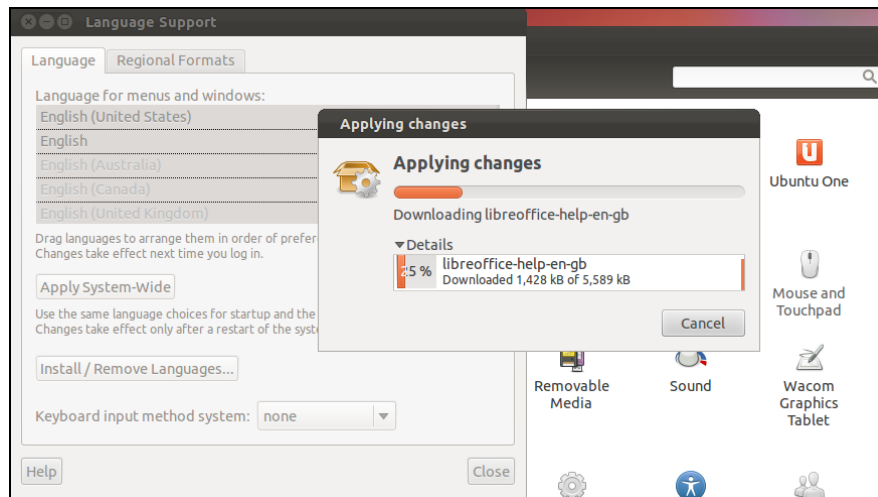 Language Support
Language
Regional Formats
Language for menus and windows:
English (United States)
English
English (Australia)
English (Canada)
English (United Kingdom)
Drag languages to arrange them in order of prefer
Changes take effect next time you log in.
Apply System-Wide
Use the same language choices for startup and the
Changes take effect only after a restart of the syst
Install / Remove Languages...
Keyboard input method system:
none
Help
Close
Applying changes
Applying changes
Downloading libreoffice-help-en-gb
Details
25 %
libreoffice-help-en-gb
Downloaded 1,428 kB of 5,589 kB
Cancel
Ubuntu One
Mouse and
Touchpad
Removable
Media
Sound
Wacom
Graphics
Tablet